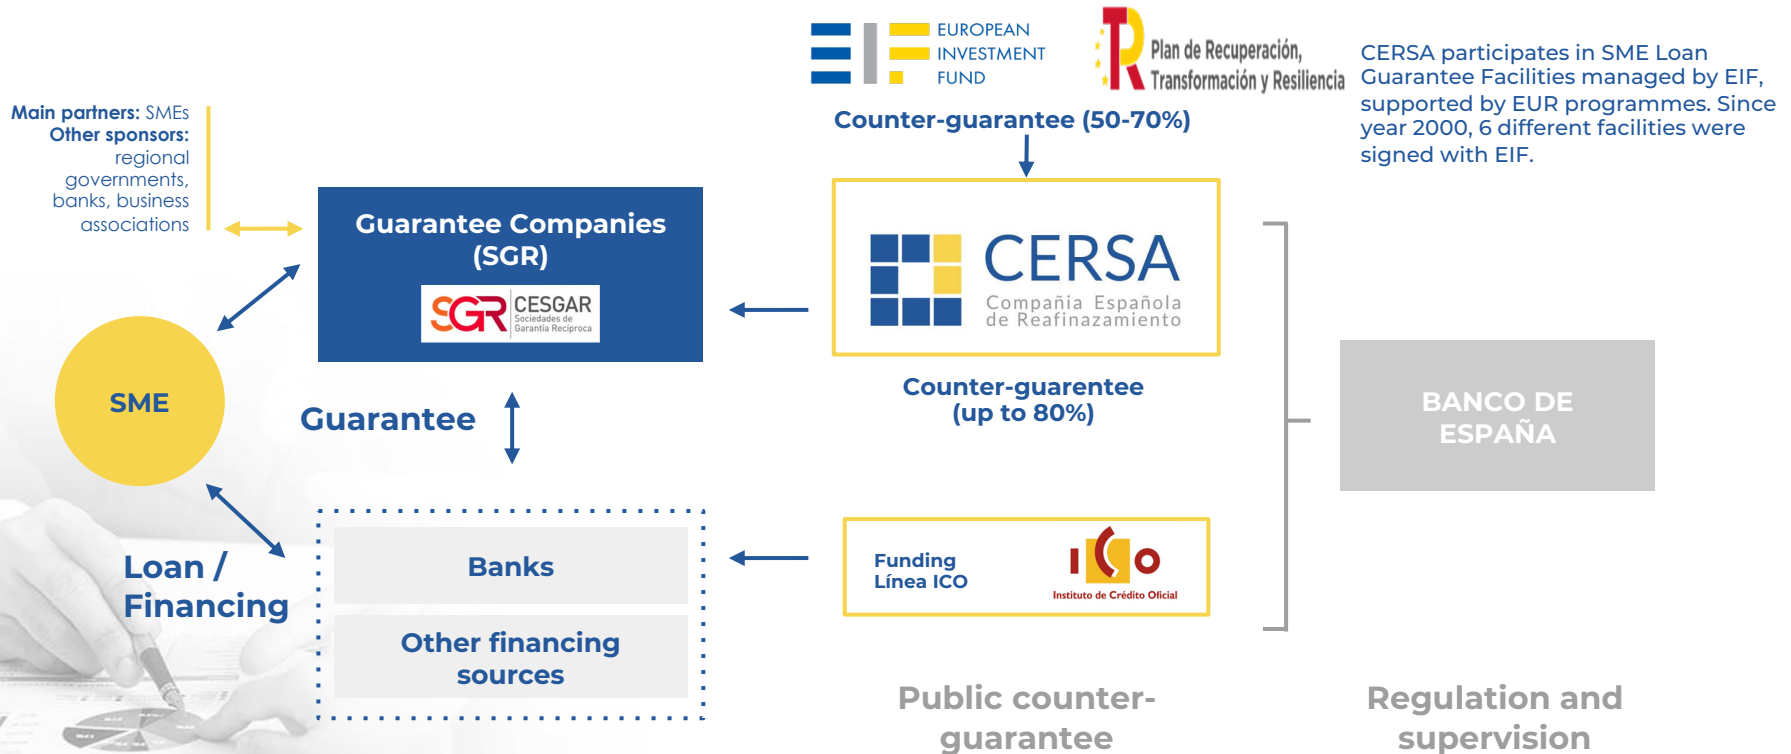 EUROPEAN
INVESTMENT
FUND
Plan de Recuperación,
Transformación y Resiliencia
CERSA participates in SME Loan
Guarantee Facilities managed by EIF,
supported by EUR programmes. Since
year 2000, 6 different facilities were
signed with EIF.
Main partners: SMEs
Other sponsors:
regional
governments,
banks, business
associations
Counter-guarantee (50-70%)
Guarantee Companies
(SGR)
SGR
CESGAR
Sociedades de
Garantía Recíproca
CERSA
Compañia Española
de Reafinazamiento
SME
Counter-guarentee
(up to 80%)
Guarantee
BANCO DE
ESPAÑA
Loan /
Financing
Banks
Other financing
sources
Funding
Línea ICO
ICO
Instituto de Crédito Oficial
Public counter-
guarantee
Regulation and
supervision